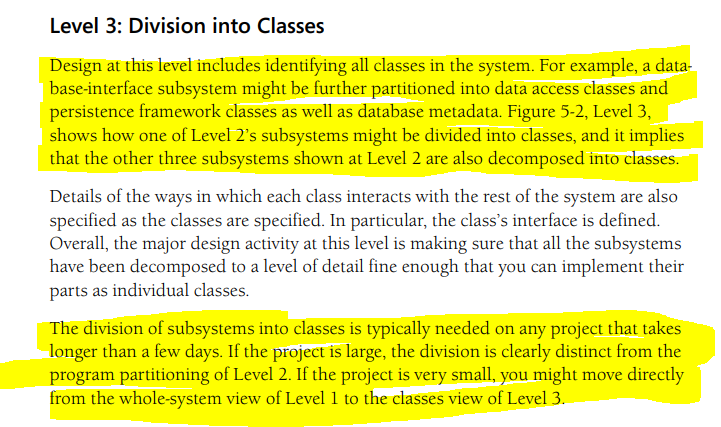 Level 3: Division into Classes
Design at this level includes identifying all classes in the system. For example, a data-
base-interface subsystem might be further partitioned into data access classes and
persistence framework classes as well as database metadata. Figure 5-2, Level 3,
shows how one of Level 2's subsystems might be divided into classes, and it implies
that the other three subsystems shown at Level 2 are also decomposed into classes.
Details of the ways in which each class interacts with the rest of the system are also
specified as the classes are specified. In particular, the class's interface is defined.
Overall, the major design activity at this level is making sure that all the subsystems
have been decomposed to a level of detail fine enough that you can implement their
parts as individual classes.
The division of subsystems into classes is typically needed on any project that takes
longer than a few days. If the project is large, the division is clearly distinct from the
program partitioning of Level 2. If the project is very small, you might move directly
from the whole-system view of Level 1 to the classes view of Level 3.